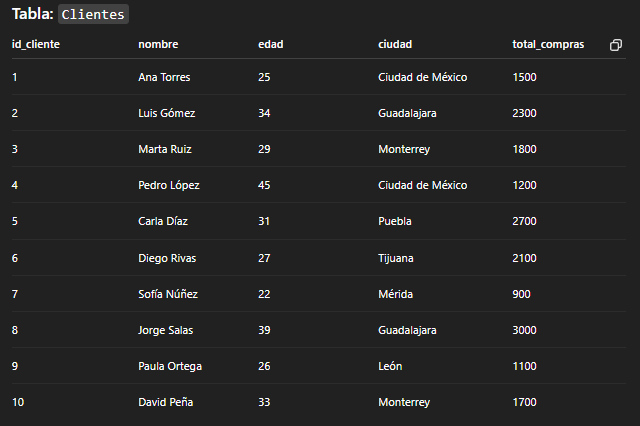 Tabla: Clientes
id_cliente nombre edad ciudad total_compras
1 Ana Torres 25 Ciudad de México 1500
2 Luis Gómez 34 Guadalajara 2300
3 Marta Ruiz 29 Monterrey 1800
4 Pedro López 45 Ciudad de México 1200
5 Carla Díaz 31 Puebla 2700
6 Diego Rivas 27 Tijuana 2100
7 Sofía Núñez 22 Mérida 900
8 Jorge Salas 39 Guadalajara 3000
9 Paula Ortega 26 León 1100
10 David Peña 33 Monterrey 1700